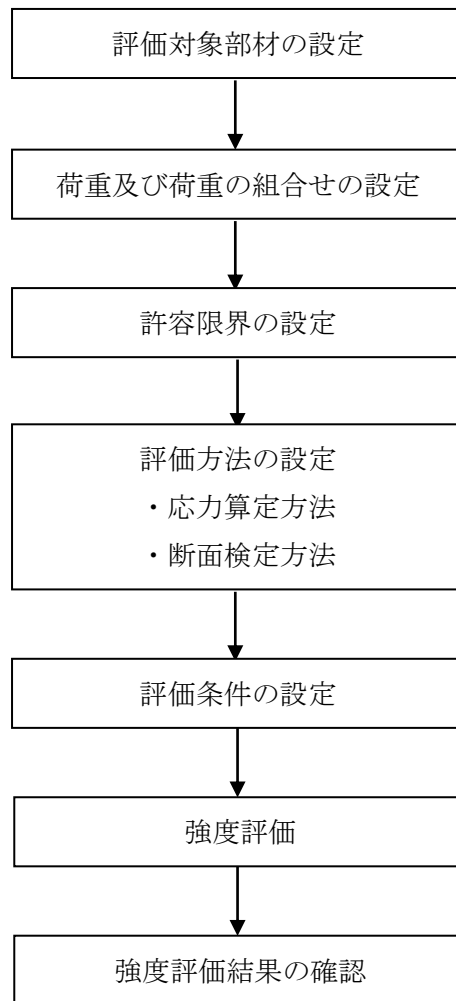 評価対象部材の設定
荷重及び荷重の組合せの設定
許容限界の設定
評価方法の設定
・応力算定方法
・断面検定方法
評価条件の設定
強度評価
強度評価結果の確認